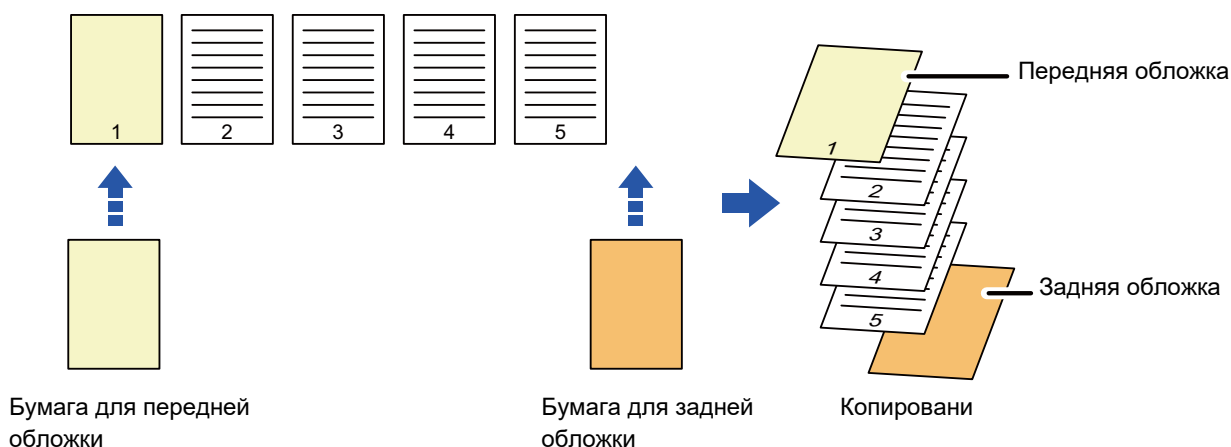 1 2 3 4 5
Передняя обложка
1
2
3
4
5
Задняя обложка
Бумага для передней
обложки
Бумага для задней
обложки
Копировани